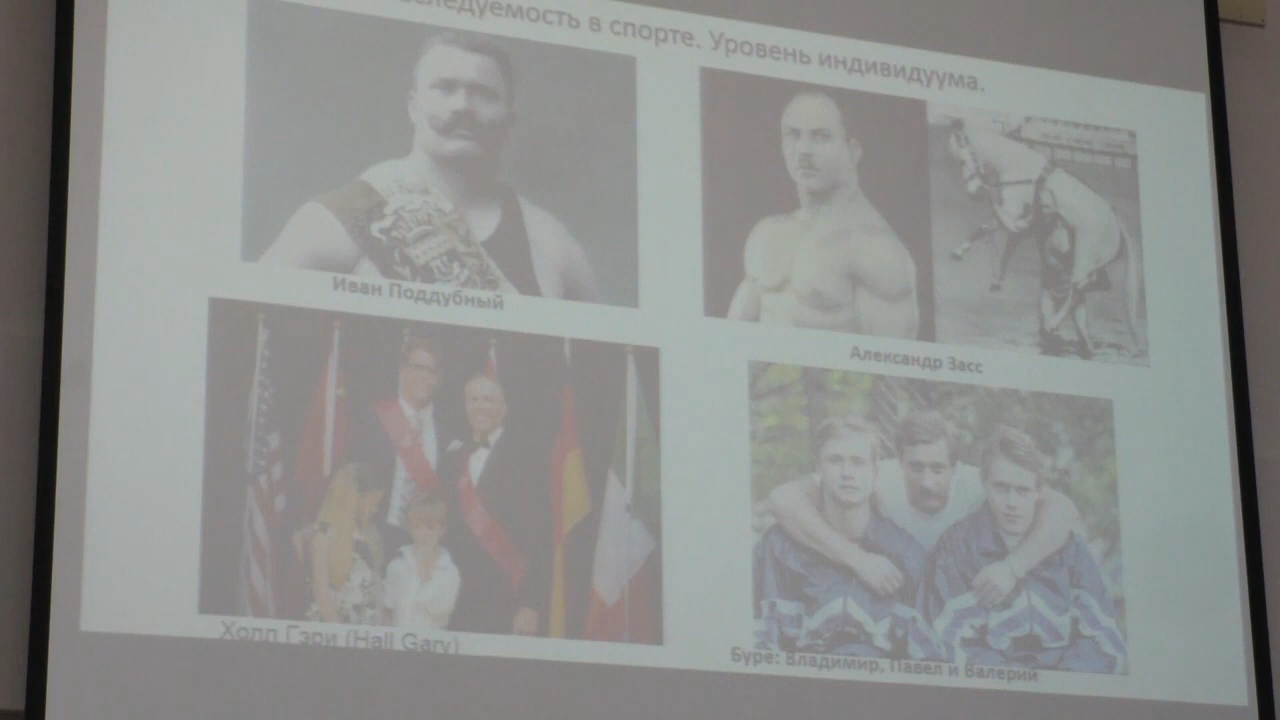 следуемость в спорте. Уровень индивидуума.
Иван Поддубный
Александр Засс
Холл Гэри (Hall Gary)
Буре: Владимир, Павел и Валерий